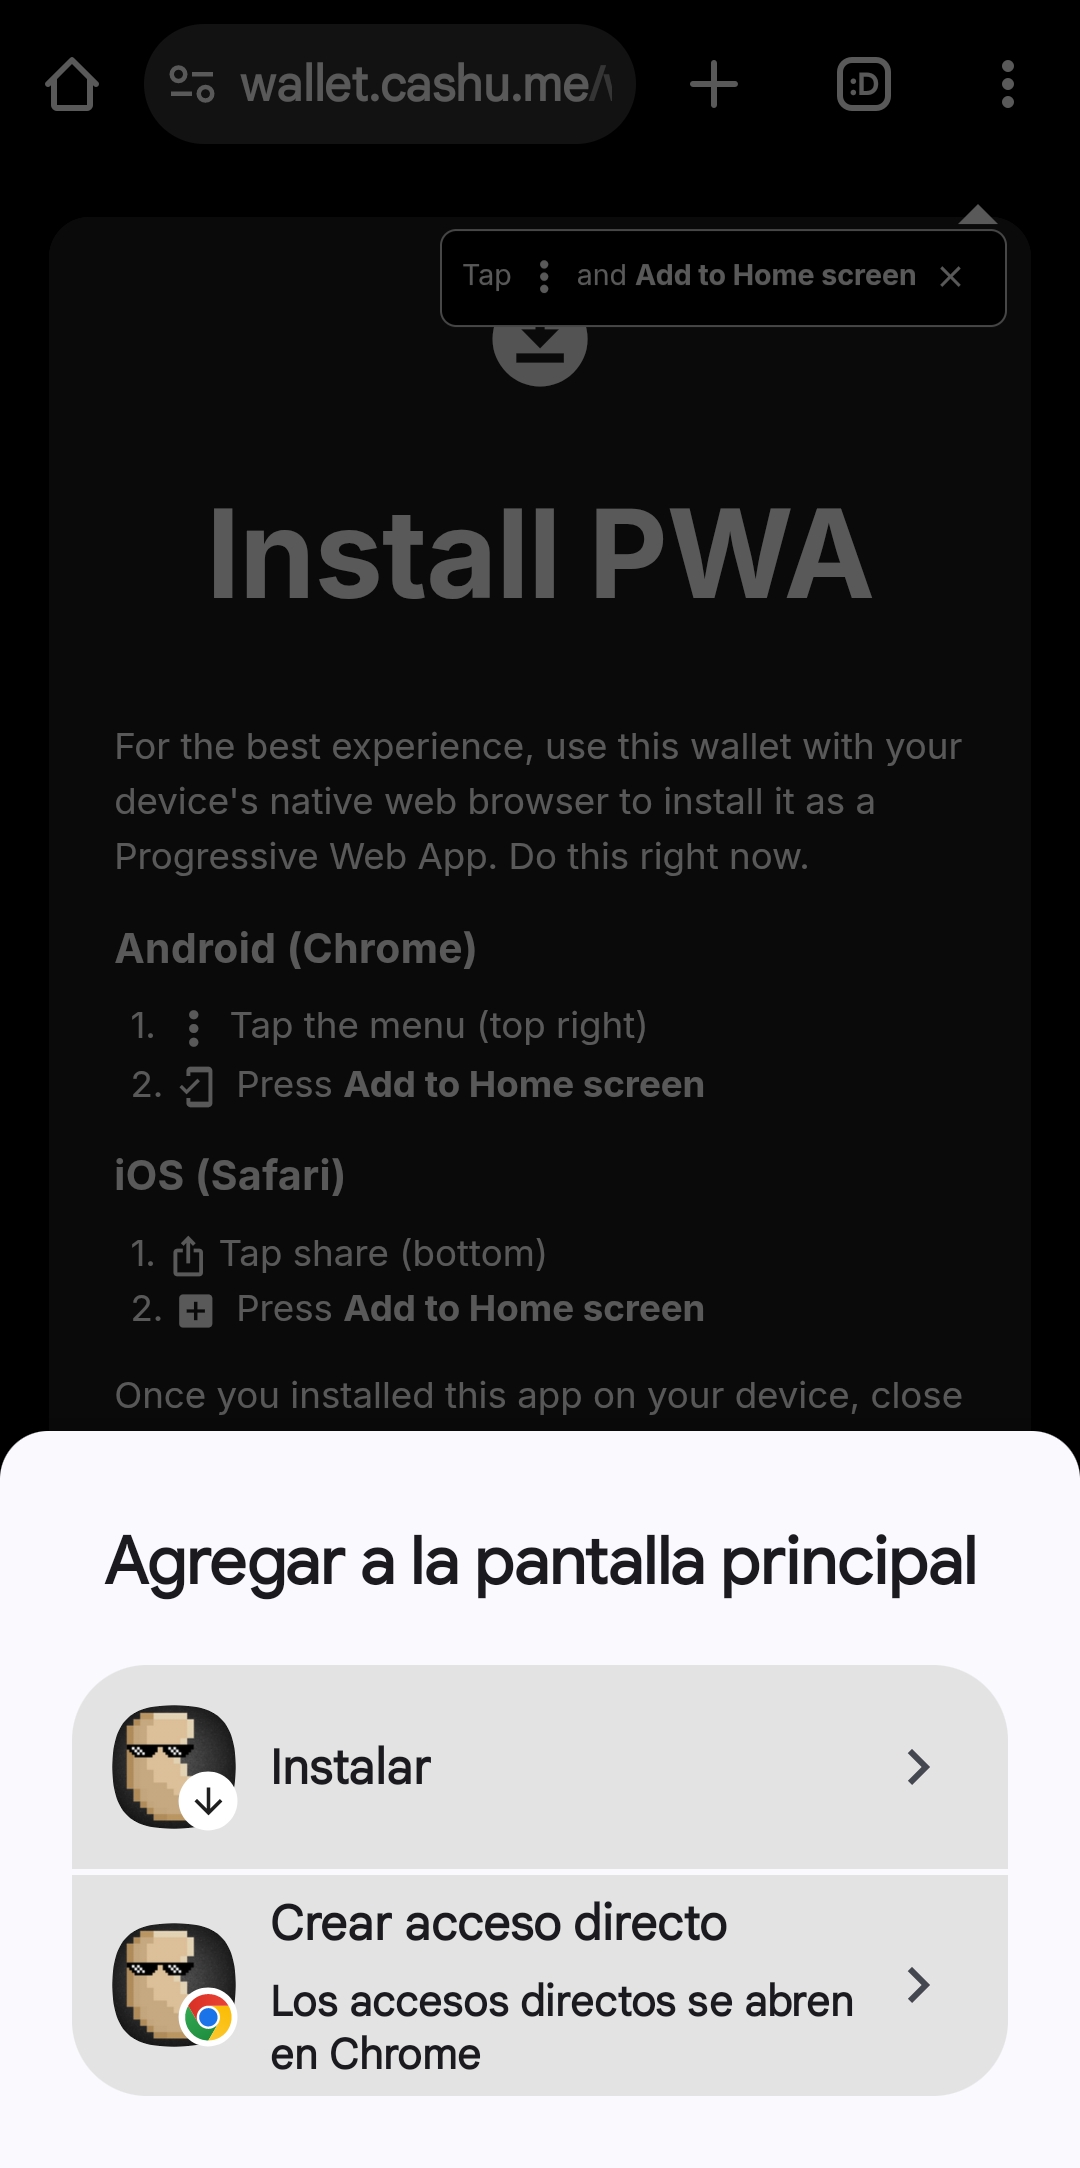 wallet.cashu.me/
:D
Tap and Add to Home screen
Install PWA
For the best experience, use this wallet with your
device's native web browser to install it as a
Progressive Web App. Do this right now.
Android (Chrome)
1. Tap the menu (top right)
2. Press Add to Home screen
iOS (Safari)
1. Tap share (bottom)
2. Press Add to Home screen
Once you installed this app on your device, close
Agregar a la pantalla principal
Instalar
Crear acceso directo
Los accesos directos se abren
en Chrome